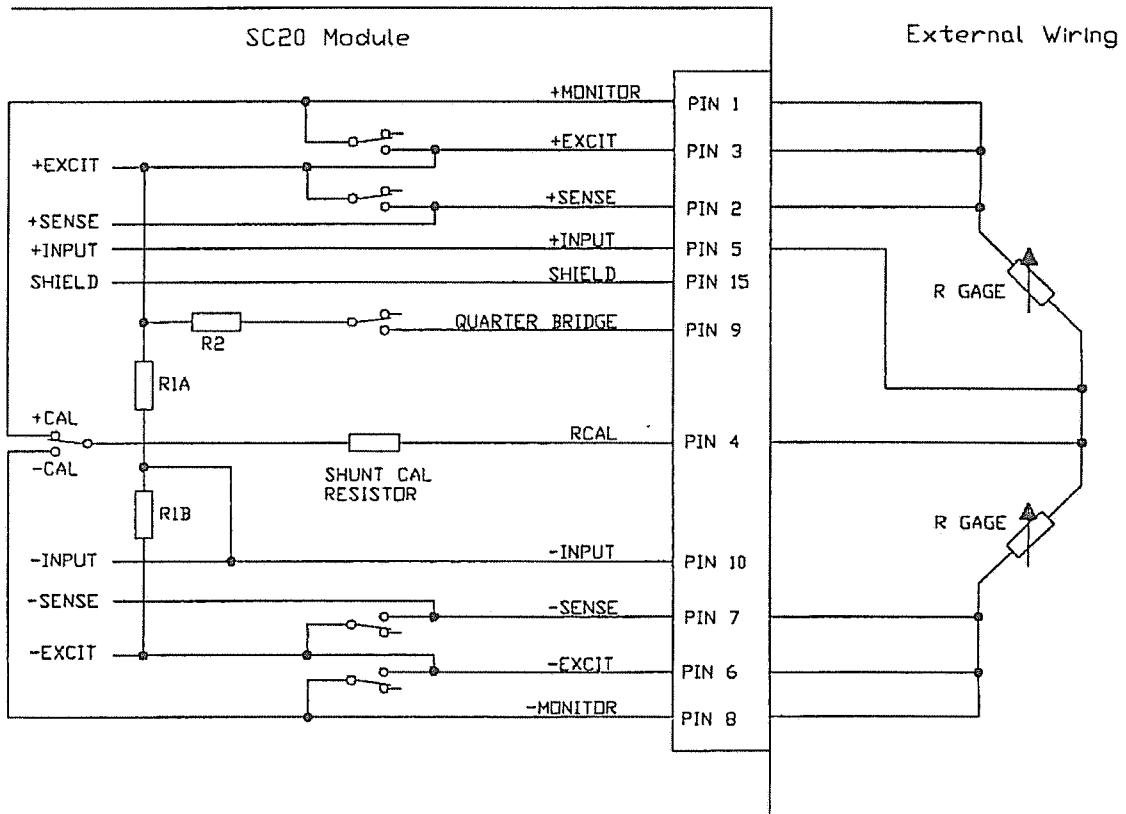 SC20 Module
External Wiring
+MONITOR
PIN 1
+EXCIT
PIN 3
+EXCIT
+SENSE
PIN 2
+SENSE
+INPUT
+INPUT
PIN 5
SHIELD
SHIELD
PIN 15
R GAGE
QUARTER BRIDGE
PIN 9
R2
R1A
+CAL
RCAL
PIN 4
-CAL
SHUNT CAL
RESISTOR
R1B
R GAGE
-INPUT
-INPUT
PIN 10
-SENSE
-SENSE
PIN 7
-EXCIT
-EXCIT
PIN 6
-MONITOR
PIN 8